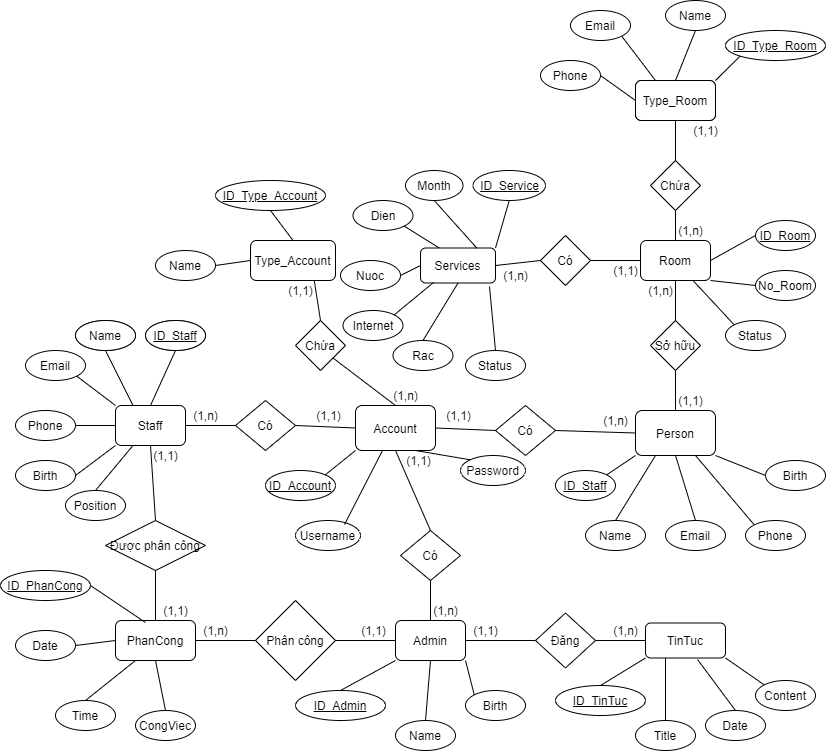 Name
Email
ID_Type_Room
Phone
Type_Room
(1,1)
Chứa
(1,n)
ID_Room
Room
No_Room
Status
(1,1)
(1,n)
Có
(1,n)
Month
ID_Service
Dien
Services
Nuoc
Internet
Rac
Status
ID_Type_Account
Name
Type_Account
(1,1)
Chứa
(1,n)
Sở hữu
(1,1)
Name
ID_Staff
Email
Phone
Staff
Birth
Position
(1,n)
Có
(1,1)
Account
(1,1)
Có
(1,n)
Person
(1,1)
(1,1)
ID_Account
Password
Username
ID_Staff
Name
Email
Phone
Birth
Được phân công
Có
ID_PhanCong
(1,1)
(1,n)
PhanCong
(1,n)
Phân công
(1,1)
Admin
(1,1)
Đăng
(1,n)
TinTuc
Date
Time
CongViec
ID_Admin
Name
Birth
ID_TinTuc
Title
Date
Content